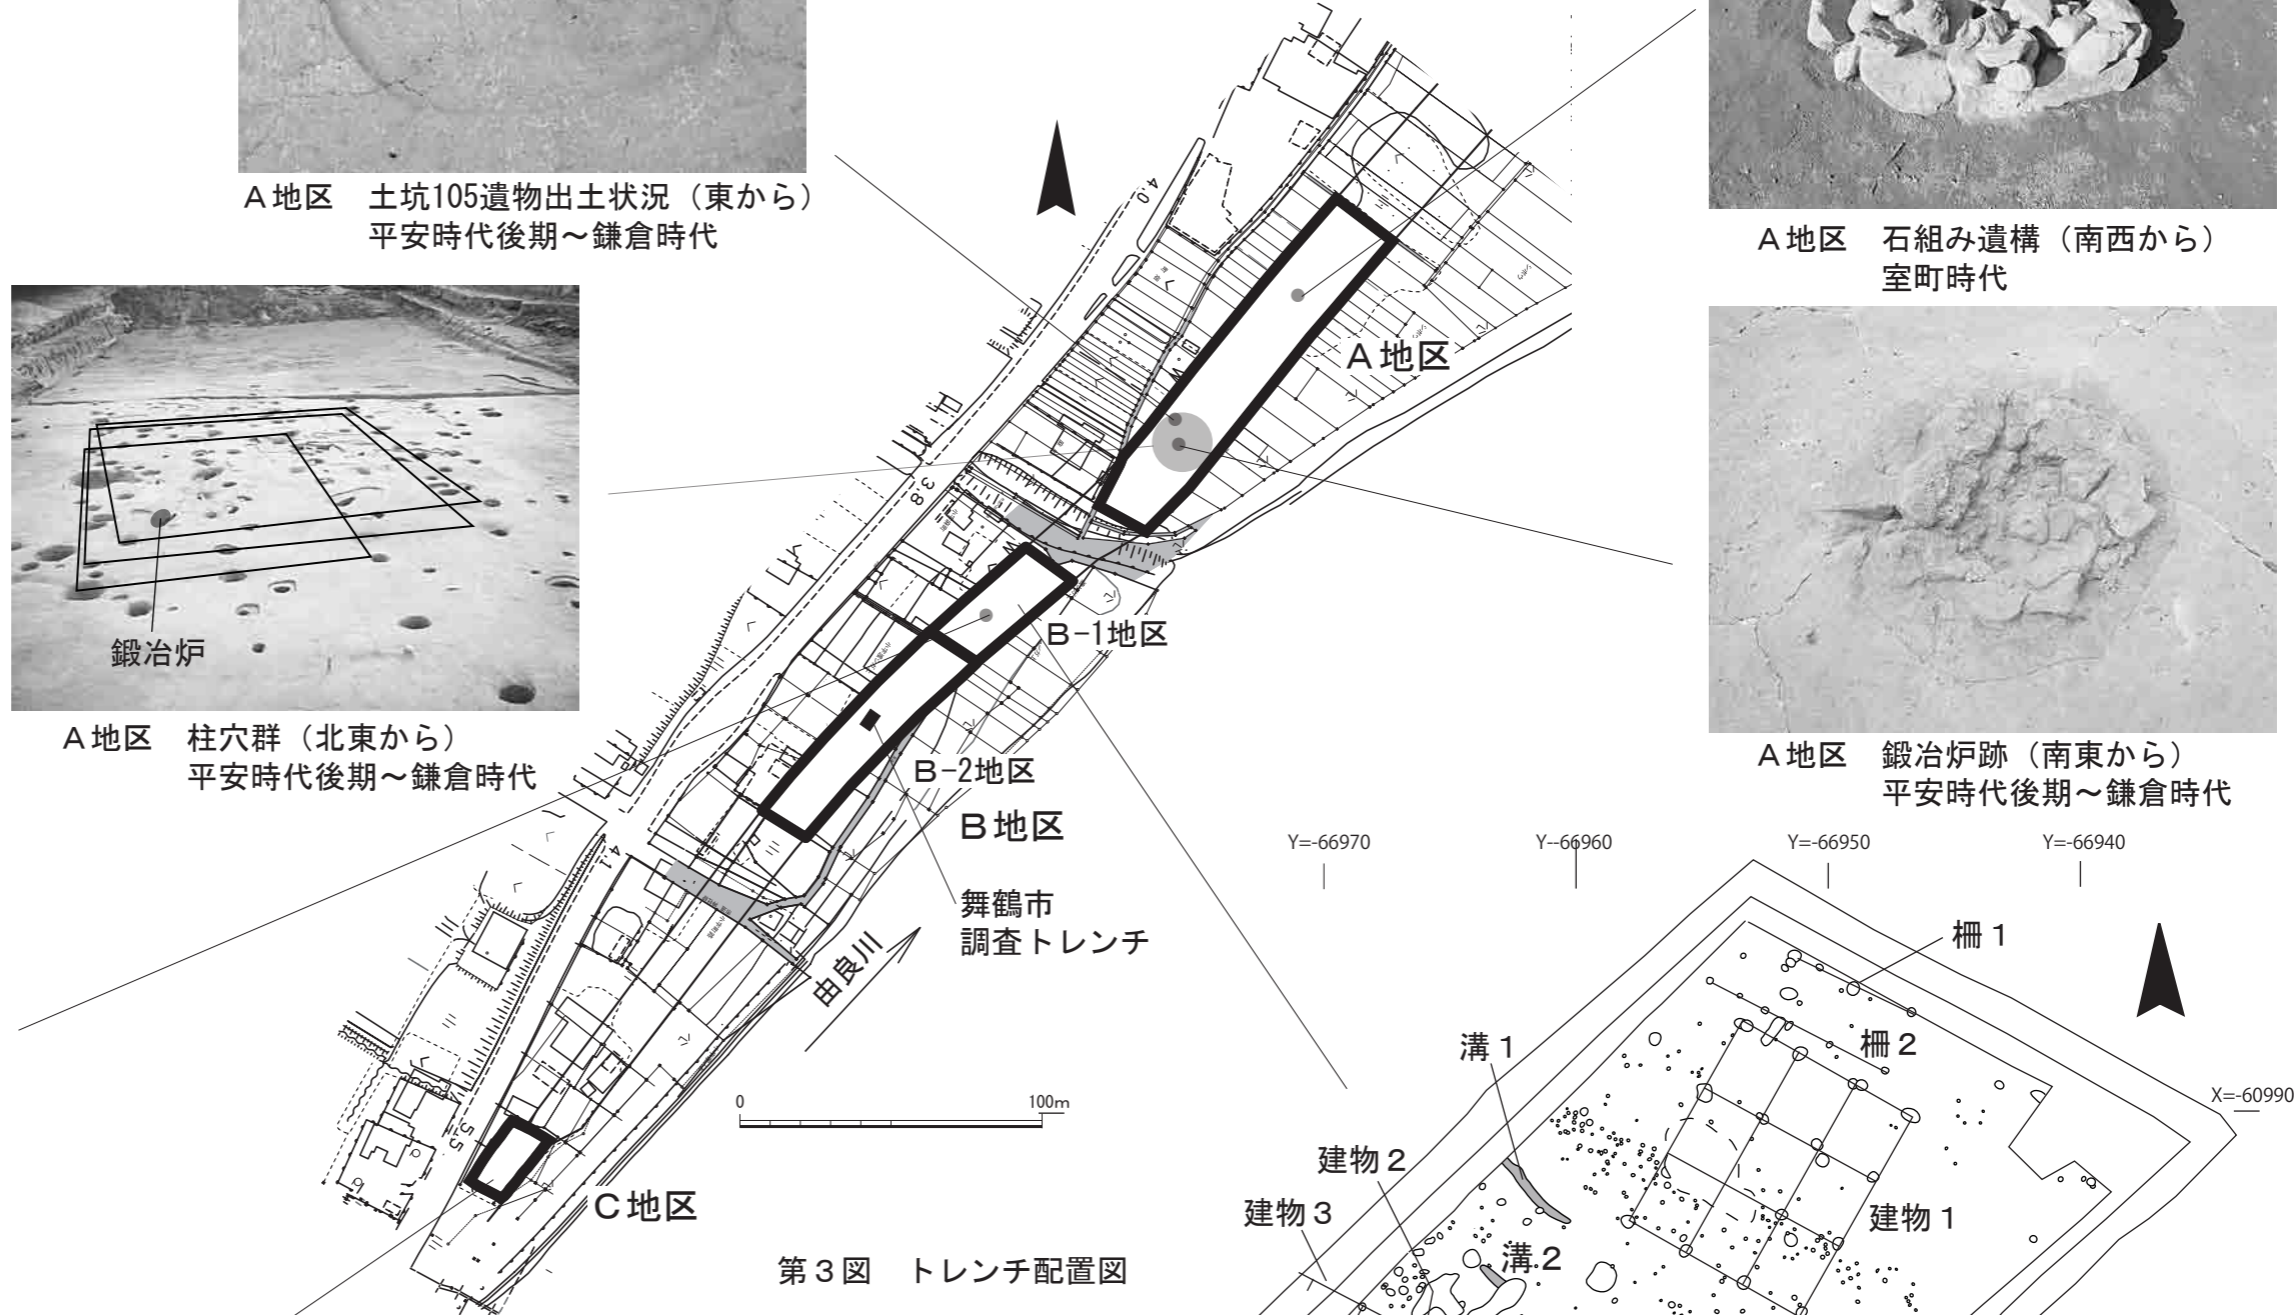 A地区　土坑105遺物出土状況（東から）
平安時代後期～鎌倉時代
A地区　石組み遺構（南西から）
室町時代
鍛冶炉
A地区　柱穴群（北東から）
平安時代後期～鎌倉時代
A地区　鍛冶炉跡（南東から）
平安時代後期～鎌倉時代
4.0
A地区
3.8
B-1地区
B-2地区
B地区
4.1
舞鶴市
調査トレンチ
由良川
0
100m
5.5
C地区
第３図　トレンチ配置図
Y=-66970
Y--66960
Y=-66950
Y=-66940
柵１
柵２
溝１
X=-60990
建物２
建物３
建物１
溝２